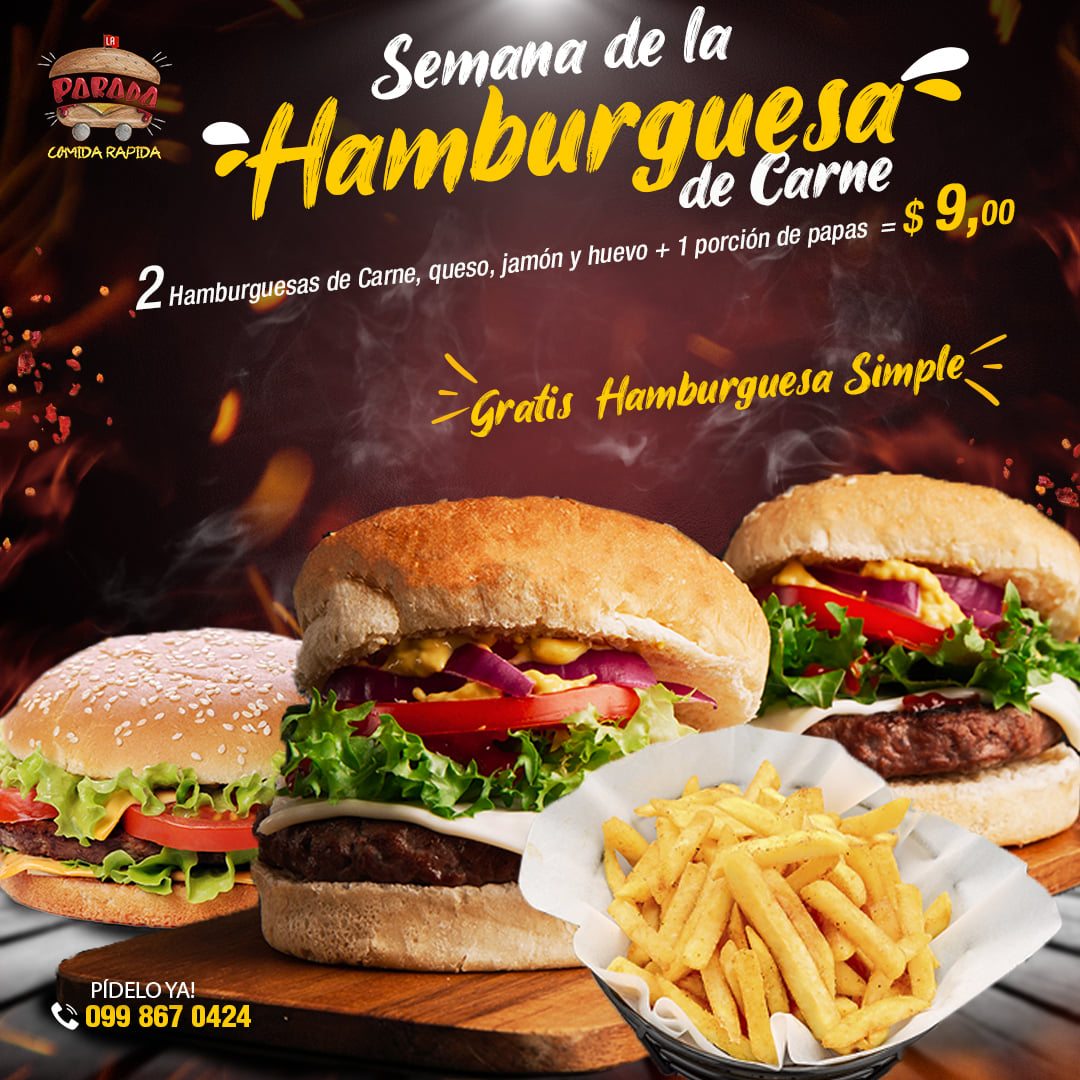 LA
PARADA
COMIDA RAPIDA
Semana de la
Hamburguesa
de Carne
2 Hamburguesas de Carne, queso, jamón y huevo + 1 porción de papas = $ 9,00
Gratis Hamburguesa Simple
PÍDELO YA!
099 867 0424